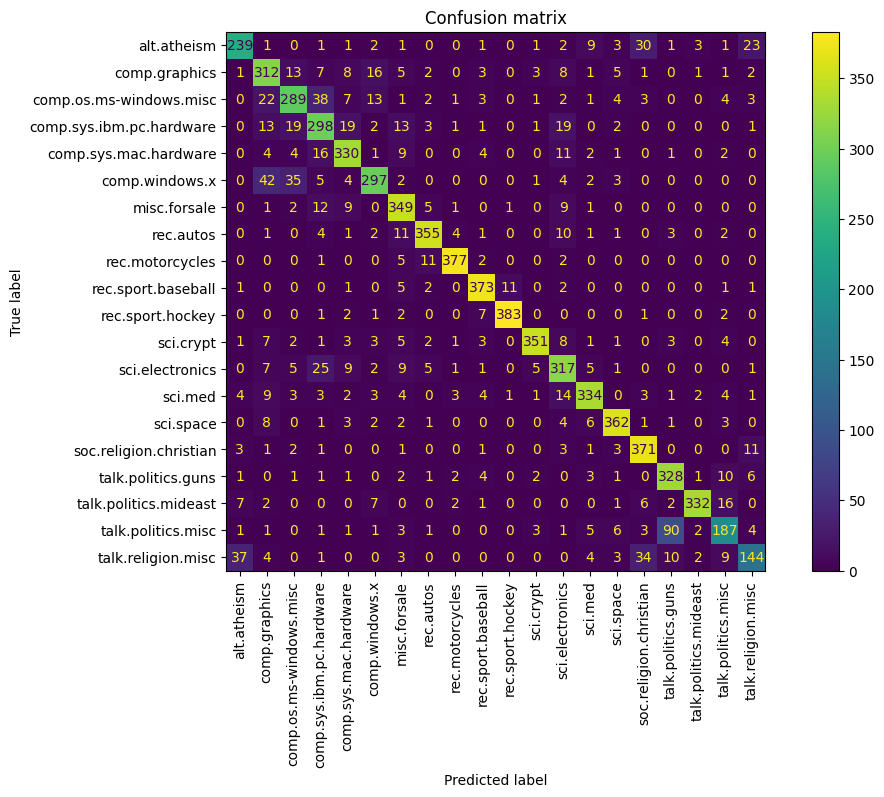 Confusion matrix
alt.atheism 239 1 0 1 1 2 1 0 0 1 0 1 2 9 3 30 1 3 1 23
comp.graphics 1 312 13 7 8 16 5 2 0 3 0 3 8 1 5 1 0 1 1 2
comp.os.ms-windows.misc 0 22 289 38 7 13 1 2 1 3 0 1 2 1 4 3 0 0 4 3
comp.sys.ibm.pc.hardware 0 13 19 298 19 2 13 3 1 1 0 1 19 0 2 0 0 0 0 1
comp.sys.mac.hardware 0 4 4 16 330 1 9 0 0 4 0 0 11 2 1 0 1 0 2 0
comp.windows.x 0 42 35 5 4 297 2 0 0 0 0 1 4 2 3 0 0 0 0 0
misc.forsale 0 1 2 12 9 0 349 5 1 0 1 0 9 1 0 0 0 0 0 0
rec.autos 0 1 0 4 1 2 11 355 4 1 0 0 10 1 1 0 3 0 2 0
rec.motorcycles 0 0 0 1 0 0 5 11 377 2 0 0 2 0 0 0 0 0 0 0
rec.sport.baseball 1 0 0 0 1 0 5 2 0 373 11 0 2 0 0 0 0 0 1 1
rec.sport.hockey 0 0 0 1 2 1 2 0 0 7 383 0 0 0 0 1 0 0 2 0
sci.crypt 1 7 2 1 3 3 5 2 1 3 0 351 8 1 1 0 3 0 4 0
sci.electronics 0 7 5 25 9 2 9 5 1 1 0 5 317 5 1 0 0 0 0 1
sci.med 4 9 3 3 2 3 4 0 3 4 1 1 14 334 0 3 1 2 4 1
sci.space 0 8 0 1 3 2 2 1 0 0 0 0 4 6 362 1 1 0 3 0
soc.religion.christian 3 1 2 1 0 0 1 0 0 1 0 0 3 1 3 371 0 0 0 11
talk.politics.guns 1 0 1 1 1 0 2 1 2 4 0 2 0 3 1 0 328 1 10 6
talk.politics.mideast 7 2 0 0 0 7 0 0 2 1 0 0 0 1 0 6 2 332 16 0
talk.politics.misc 1 1 0 1 1 1 3 1 0 0 0 3 1 5 6 3 90 2 187 4
talk.religion.misc 37 4 0 1 0 0 3 0 0 0 0 0 0 4 3 34 10 2 9 144
True label
alt.atheism
comp.graphics
comp.os.ms-windows.misc
comp.sys.ibm.pc.hardware
comp.sys.mac.hardware
comp.windows.x
misc.forsale
rec.autos
rec.motorcycles
rec.sport.baseball
rec.sport.hockey
sci.crypt
sci.electronics
sci.med
sci.space
soc.religion.christian
talk.politics.guns
talk.politics.mideast
talk.politics.misc
talk.religion.misc
Predicted label
350
300
250
200
150
100
50
0